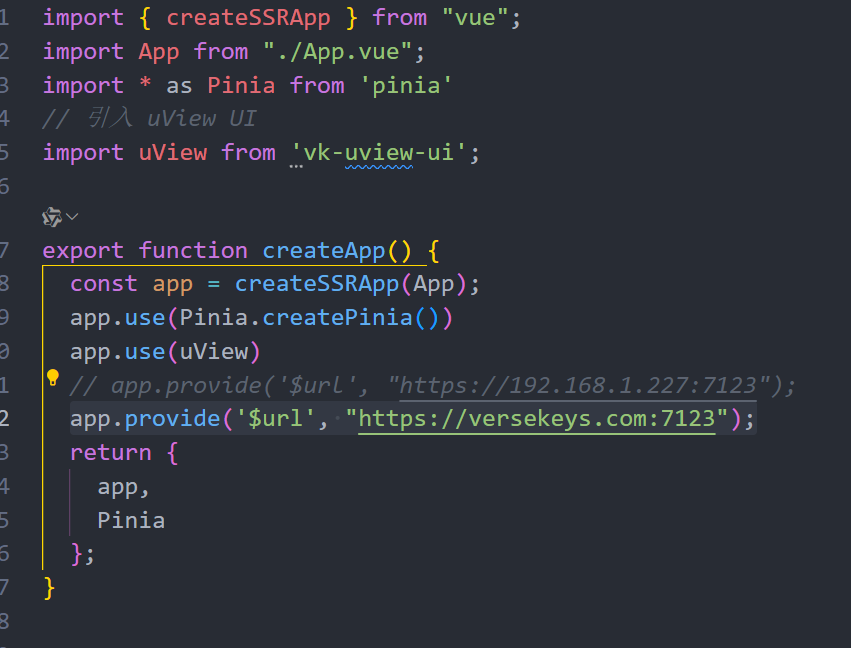 1 import { createSSRApp } from "vue";
2 import App from "./App.vue";
3 import * as Pinia from 'pinia'
4 // 引入 uView UI
5 import uView from 'vk-uview-ui';
6
7 export function createApp() {
8 const app = createSSRApp(App);
9 app.use(Pinia.createPinia())
0 app.use(uView)
1 // app.provide('$url', "https://192.168.1.227:7123");
2 app.provide('$url', "https://versekeys.com:7123");
3 return {
4 app,
5 Pinia
6 };
7 }
8